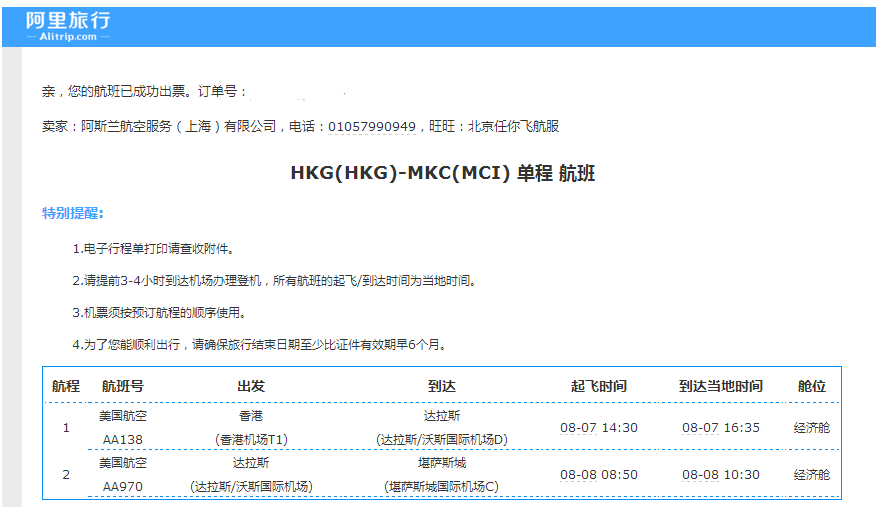 阿里旅行
Alitrip.com
亲，您的航班已成功出票。订单号：
卖家：阿斯兰航空服务（上海）有限公司，电话：01057990949，旺旺：北京任你飞航服
HKG(HKG)-MKC(MCI) 单程 航班
特别提醒:
1.电子行程单打印请查收附件。
2.请提前3-4小时到达机场办理登机，所有航班的起飞/到达时间为当地时间。
3.机票须按预订航程的顺序使用。
4.为了您能顺利出行，请确保旅行结束日期至少比证件有效期早6个月。
航程 航班号 出发 到达 起飞时间 到达当地时间 舱位
美国航空 香港 达拉斯
1 08-07 14:30 08-07 16:35 经济舱
AA138 (香港机场T1) (达拉斯/沃斯国际机场D)
美国航空 达拉斯 堪萨斯城
2 08-08 08:50 08-08 10:30 经济舱
AA970 (达拉斯/沃斯国际机场) (堪萨斯城国际机场C)